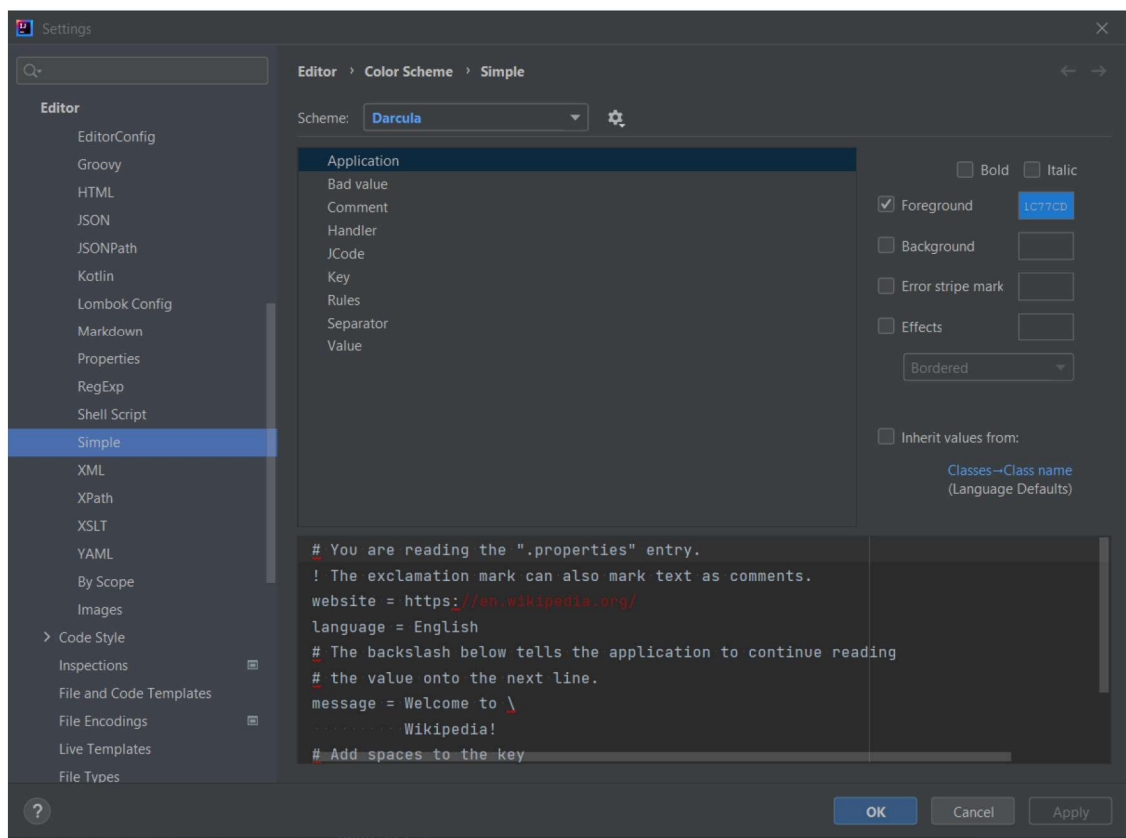 Settings
Editor
EditorConfig
Groovy
HTML
JSON
JSONPath
Kotlin
Lombok Config
Markdown
Properties
RegExp
Shell Script
Simple
XML
XPath
XSLT
YAML
By Scope
Images
Code Style
Inspections
File and Code Templates
File Encodings
Live Templates
File Types
Editor › Color Scheme › Simple
Scheme: Darcula
Application
Bad value
Comment
Handler
JCode
Key
Rules
Separator
Value
Bold Italic
Foreground 1C77CD
Background
Error stripe mark
Effects
Bordered
Inherit values from:
Classes→Class name
(Language Defaults)
# You are reading the ".properties" entry.
! The exclamation mark can also mark text as comments.
website = https://en.wikipedia.org/
language = English
# The backslash below tells the application to continue reading
# the value onto the next line.
message = Welcome to \
Wikipedia!
# Add spaces to the key
? OK Cancel Apply